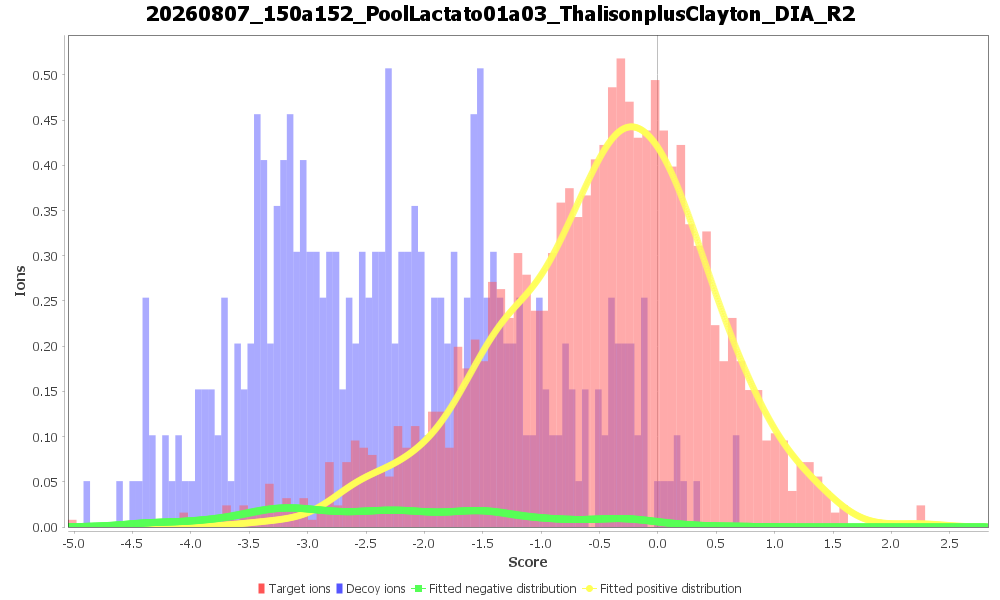 20260807_150a152_PoolLactato01a03_ThalisonplusClayton_DIA_R2
Ions
0.50
0.45
0.40
0.35
0.30
0.25
0.20
0.15
0.10
0.05
0.00
-5.0 -4.5 -4.0 -3.5 -3.0 -2.5 -2.0 -1.5 -1.0 -0.5 0.0 0.5 1.0 1.5 2.0 2.5
Score
Target ions Decoy ions Fitted negative distribution Fitted positive distribution